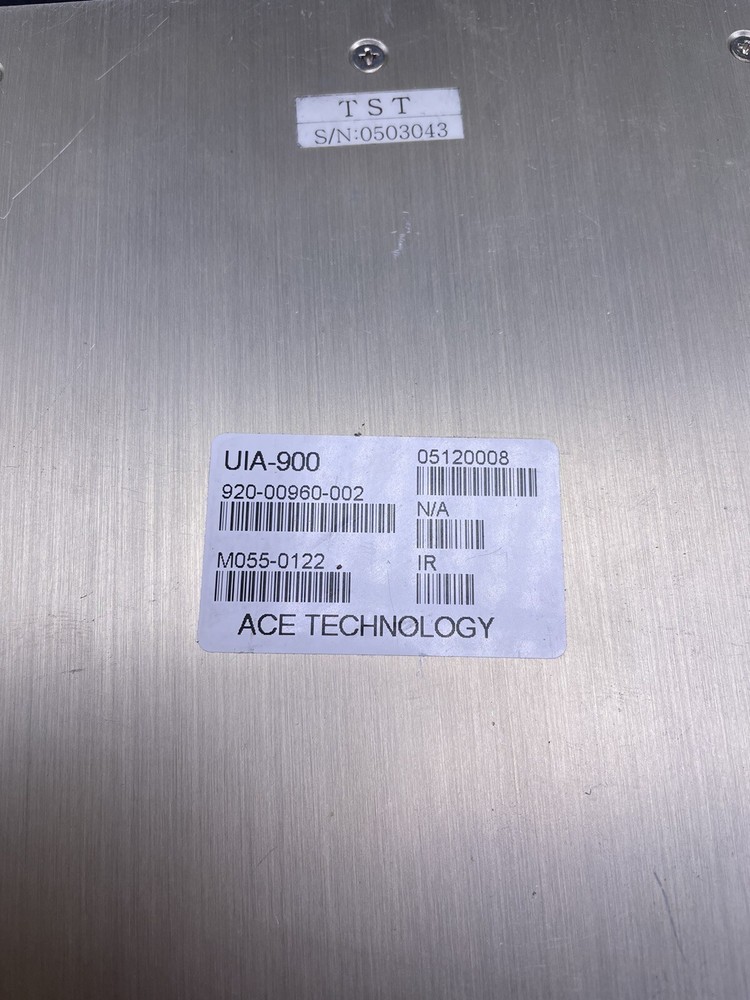 TST
S/N:0503043
UIA-900
920-00960-002
M055-0122 .
05120008
N/A
IR
ACE TECHNOLOGY